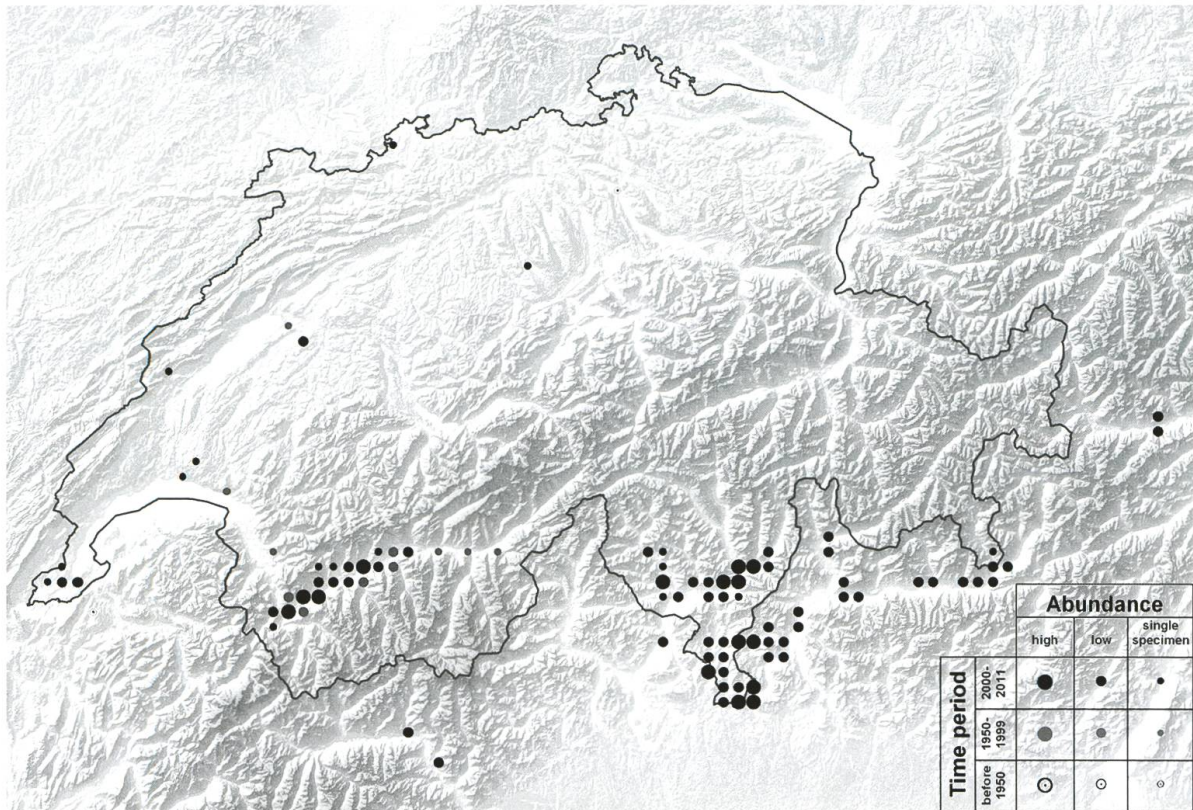 Abundance
high low single specimen
Time period
2000-2011
1950-1999
before 1950